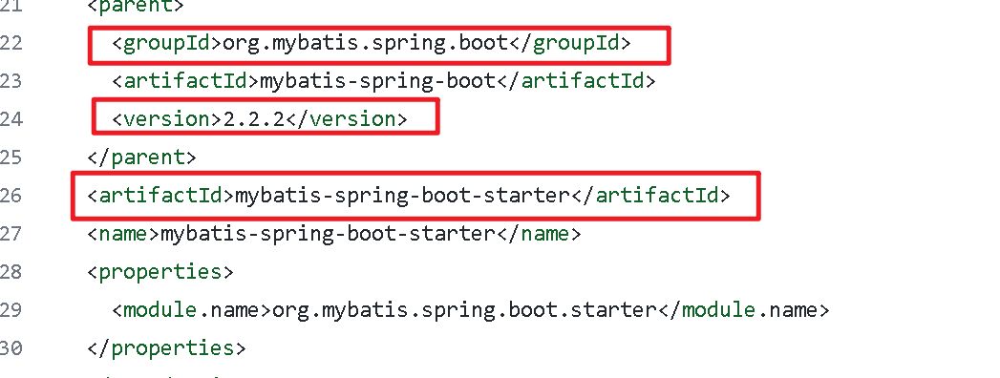 21 <parent>
22 <groupId>org.mybatis.spring.boot</groupId>
23 <artifactId>mybatis-spring-boot</artifactId>
24 <version>2.2.2</version>
25 </parent>
26 <artifactId>mybatis-spring-boot-starter</artifactId>
27 <name>mybatis-spring-boot-starter</name>
28 <properties>
29 <module.name>org.mybatis.spring.boot.starter</module.name>
30 </properties>